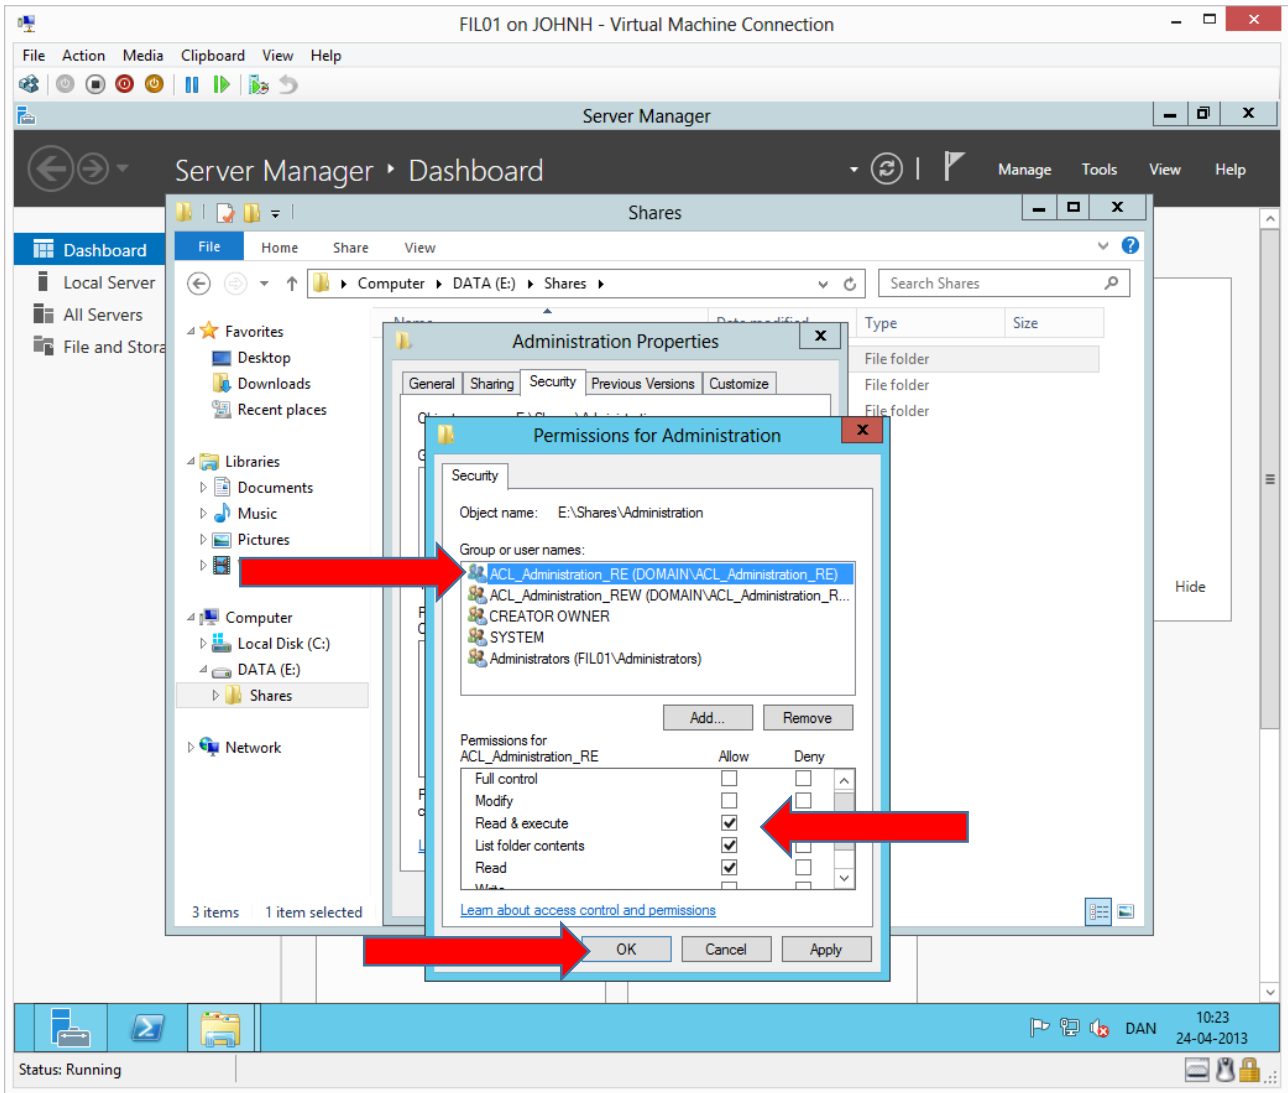 FIL01 on JOHNH - Virtual Machine Connection
File Action Media Clipboard View Help
Server Manager
Server Manager Dashboard
Manage Tools View Help
Shares
File Home Share View
Computer DATA (E:) Shares
Search Shares
Dashboard
Local Server
All Servers
File and Stora
Favorites
Desktop
Downloads
Recent places
Libraries
Documents
Music
Pictures
Computer
Local Disk (C:)
DATA (E:)
Shares
Network
Name Date modified Type Size
File folder
File folder
File folder
3 items 1 item selected
Administration Properties
General Sharing Security Previous Versions Customize
Permissions for Administration
Security
Object name: E:\Shares\Administration
Group or user names:
ACL_Administration_RE (DOMAIN\ACL_Administration_RE)
ACL_Administration_REW (DOMAIN\ACL_Administration_R...
CREATOR OWNER
SYSTEM
Administrators (FIL01\Administrators)
Add... Remove
Permissions for
ACL_Administration_RE Allow Deny
Full control
Modify
Read & execute
List folder contents
Read
Write
Learn about access control and permissions
OK Cancel Apply
Hide
DAN
10:23
24-04-2013
Status: Running